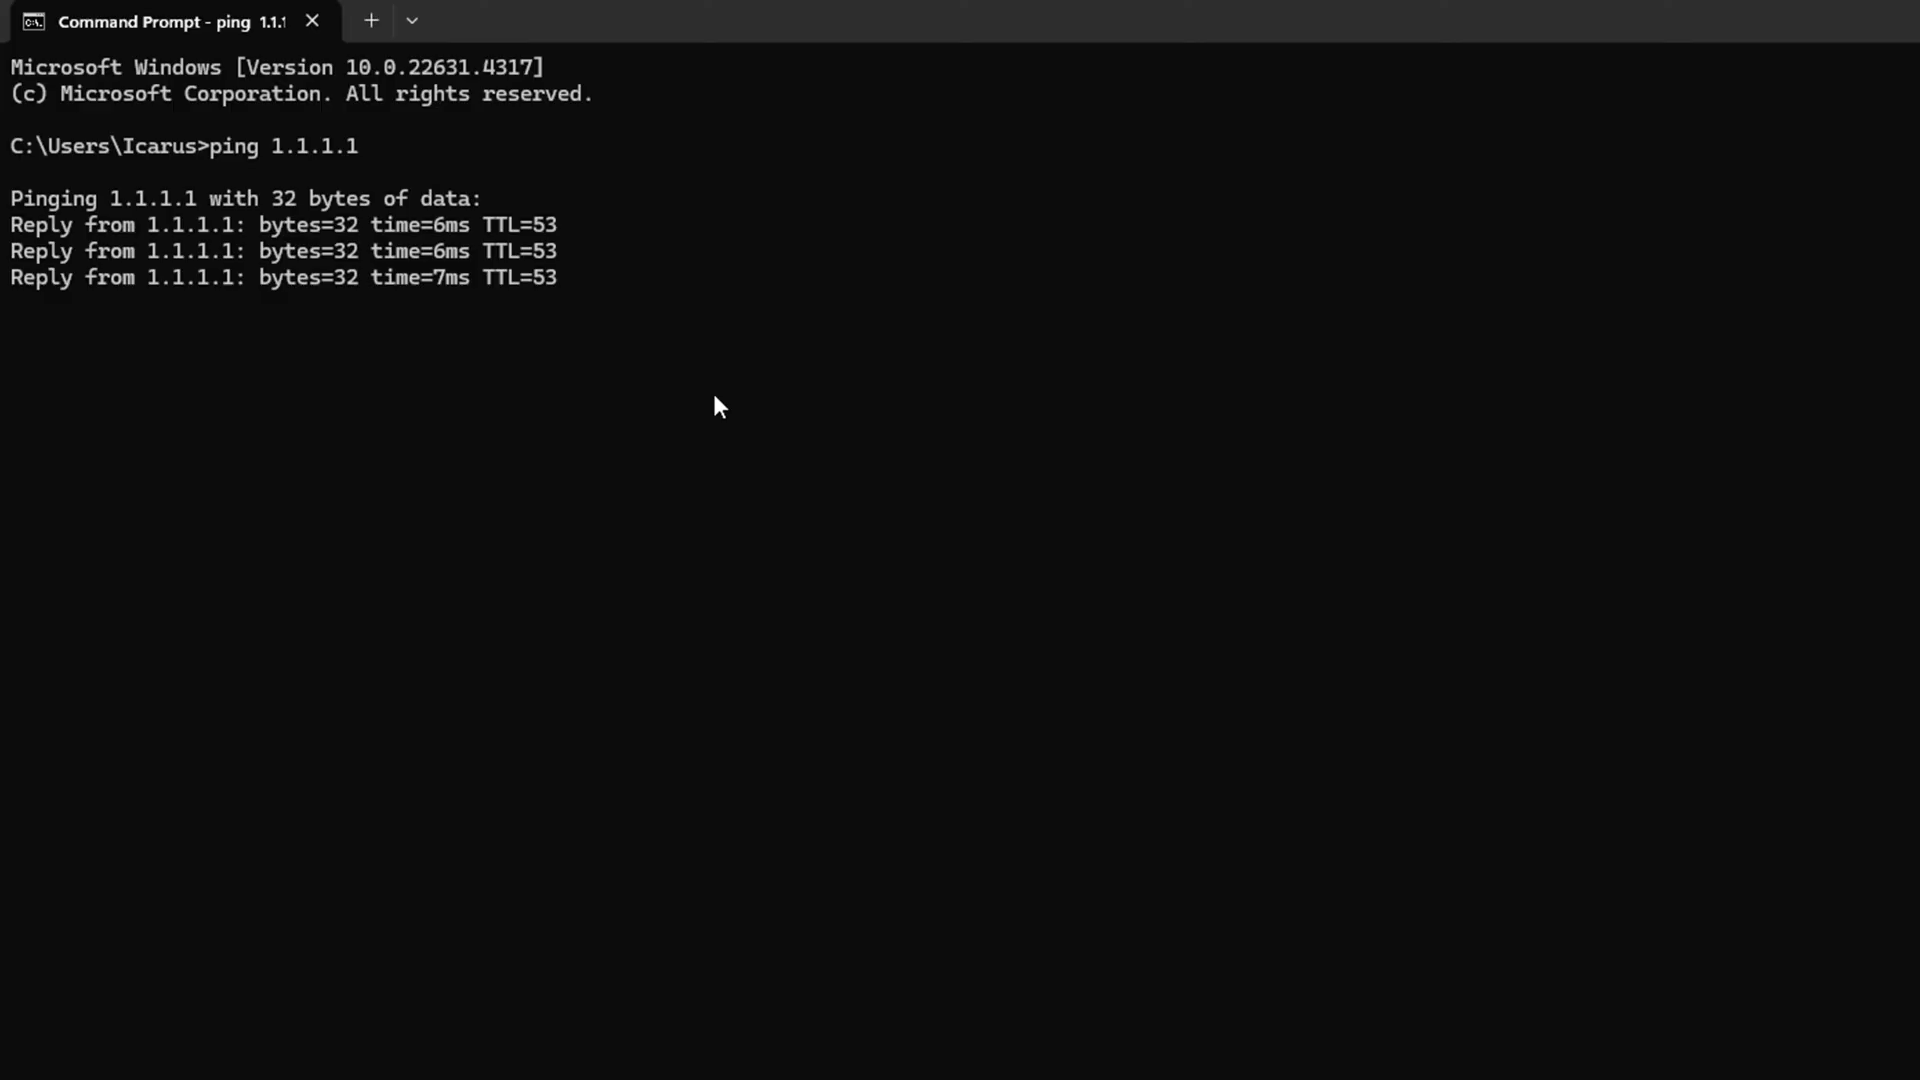 Command Prompt - ping 1.1.1
Microsoft Windows [Version 10.0.22631.4317]
(c) Microsoft Corporation. All rights reserved.
C:\Users\Icarus>ping 1.1.1.1
Pinging 1.1.1.1 with 32 bytes of data:
Reply from 1.1.1.1: bytes=32 time=6ms TTL=53
Reply from 1.1.1.1: bytes=32 time=6ms TTL=53
Reply from 1.1.1.1: bytes=32 time=7ms TTL=53